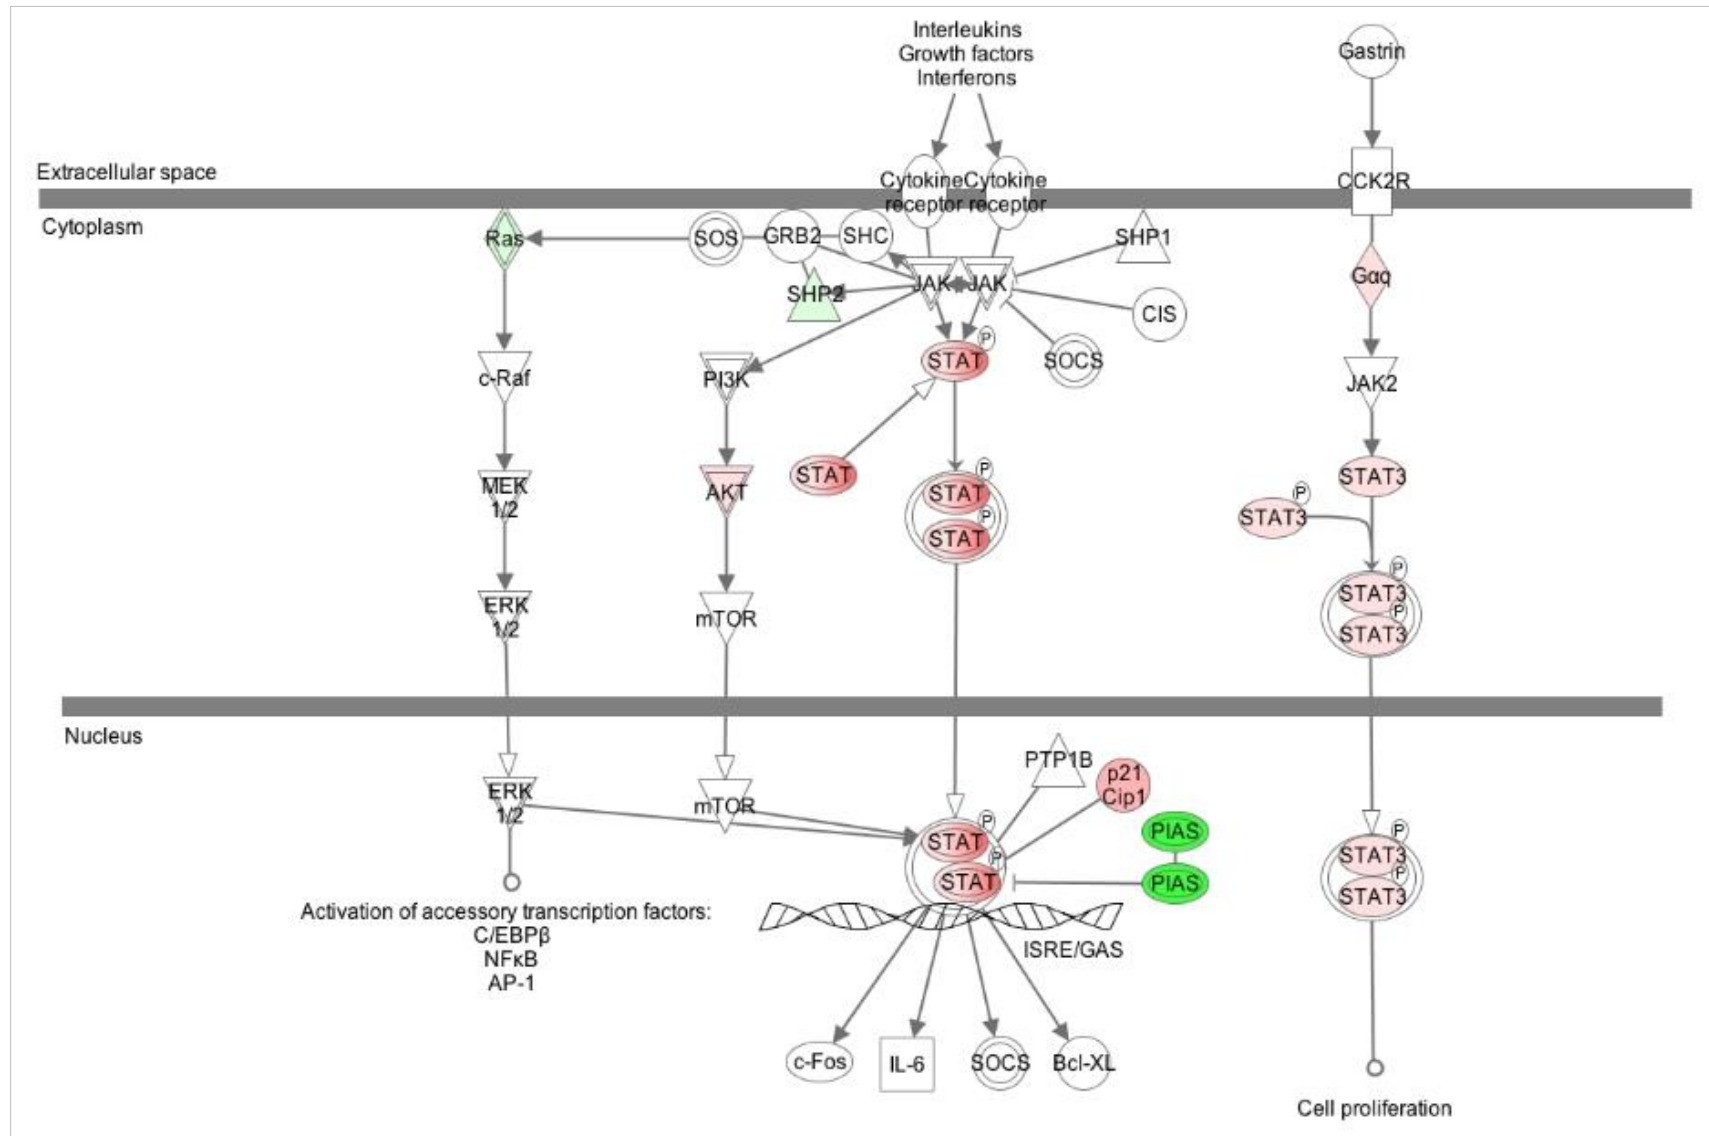 Interleukins
Growth factors
Interferons
Gastrin
Extracellular space
CCK2R
Cytokine Cytokine
receptor receptor
Cytoplasm
Ras
SOS
GRB2
SHC
SHP1
Gαq
JAK
JAK
SHP2
CIS
P
STAT
SOCS
c-Raf
PI3K
JAK2
STAT
P
STAT
P
STAT
STAT3
MEK
1/2
AKT
P
STAT3
P
STAT3
P
STAT3
ERK
1/2
mTOR
Nucleus
PTP1B
p21
Cip1
ERK
1/2
mTOR
P
STAT
P
STAT
PIAS
PIAS
P
STAT3
P
STAT3
Activation of accessory transcription factors:
C/EBPβ
NFκB
AP-1
ISRE/GAS
c-Fos
IL-6
SOCS
Bcl-XL
Cell proliferation